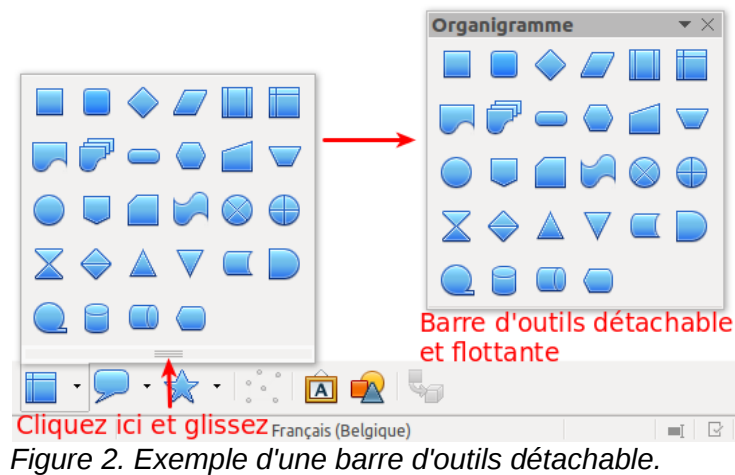 Organigramme
Barre d'outils détachable
et flottante
A
Cliquez ici et glissez
Français (Belgique)
Figure 2. Exemple d'une barre d'outils détachable.